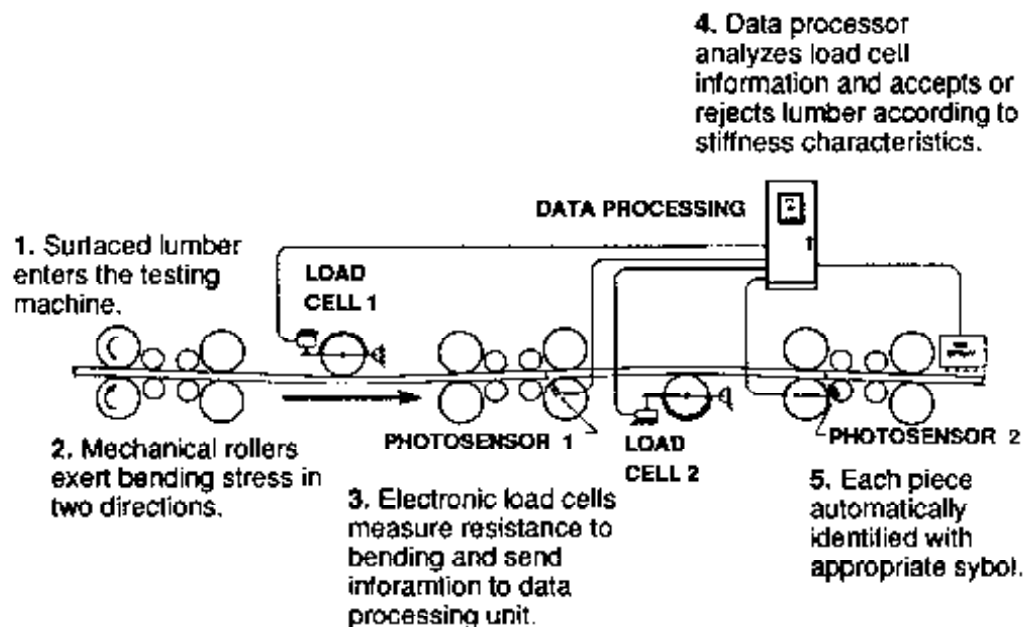 4. Data processor
analyzes load cell
information and accepts or
rejects lumber according to
stiffness characteristics.
DATA PROCESSING
1. Surfaced lumber
enters the testing
machine.
LOAD
CELL 1
PHOTOSENSOR 1
LOAD
CELL 2
PHOTOSENSOR 2
2. Mechanical rollers
exert bending stress in
two directions.
3. Electronic load cells
measure resistance to
bending and send
inforamtion to data
processing unit.
5. Each piece
automatically
identified with
appropriate sybol.